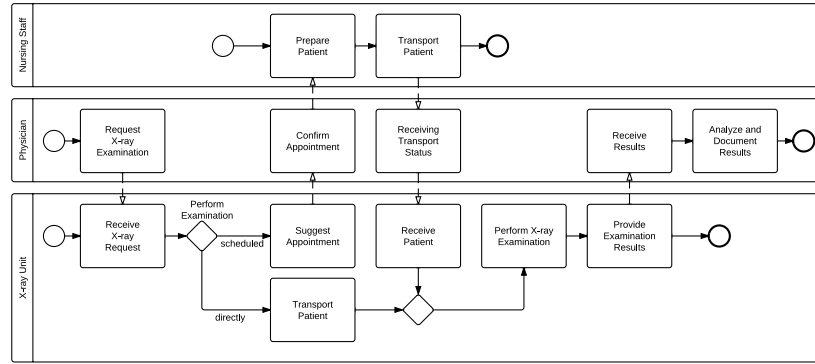 Nursing Staff
Prepare
Patient
Transport
Patient
Physician
Request
X-ray
Examination
Confirm
Appointment
Receiving
Transport
Status
Receive
Results
Analyze and
Document
Results
X-ray Unit
Receive
X-ray
Request
Perform
Examination
scheduled
directly
Suggest
Appointment
Transport
Patient
Receive
Patient
Perform X-ray
Examination
Provide
Examination
Results